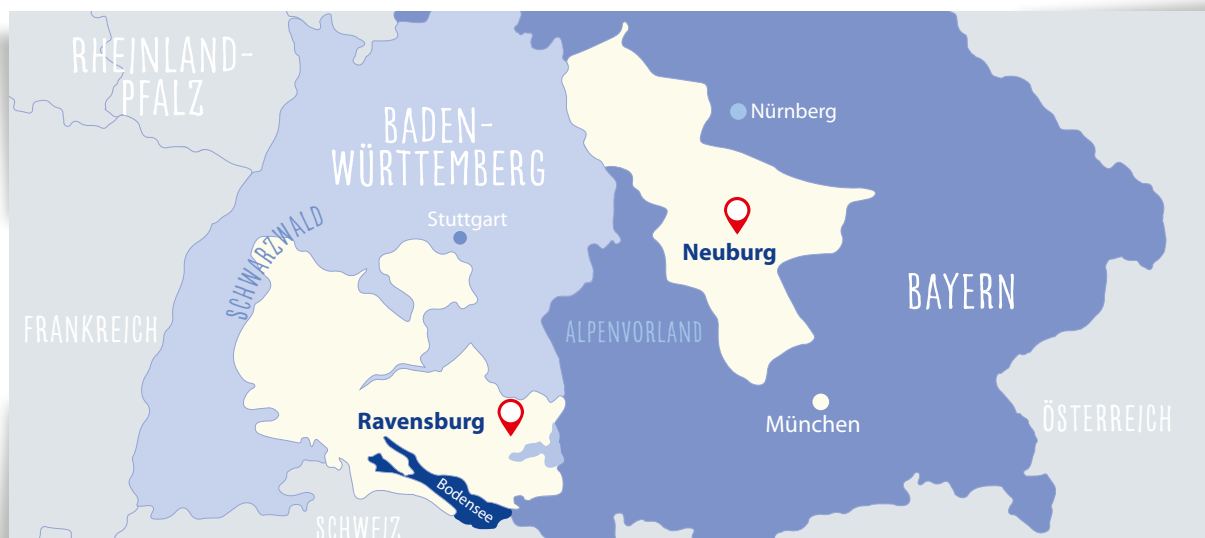 RHEINLAND-
PFALZ
BADEN-
WÜRTTEMBERG
Nürnberg
Stuttgart
SCHWARZWALD
Neuburg
BAYERN
FRANKREICH
ALPENVORLAND
Ravensburg
München
ÖSTERREICH
Bodensee
SCHWEIZ